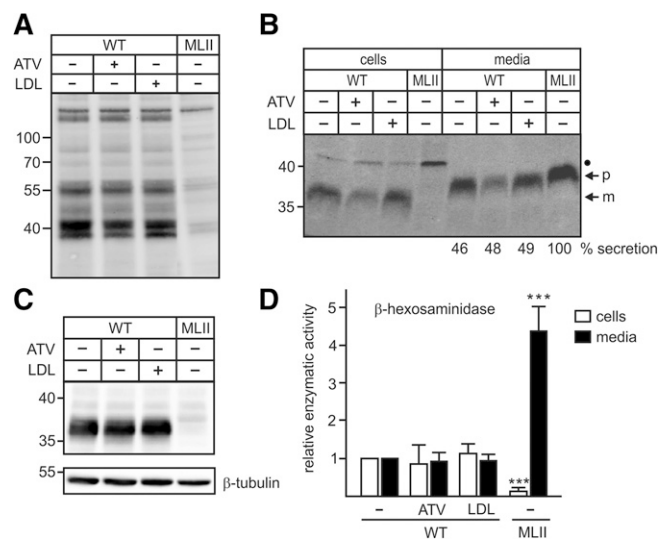 A
WT MLII
ATV – + – –
LDL – – + –
100
70
55
40
B
cells media
WT MLII WT MLII
ATV – + – – – + – –
LDL – – + – – – + –
40
35
•
p
m
46 48 49 100 % secretion
C
WT MLII
ATV – + – –
LDL – – + –
40
35
55
β-tubulin
D
β-hexosaminidase
cells
media
relative enzymatic activity
5
4
3
2
1
***
***
– ATV LDL –
WT MLII